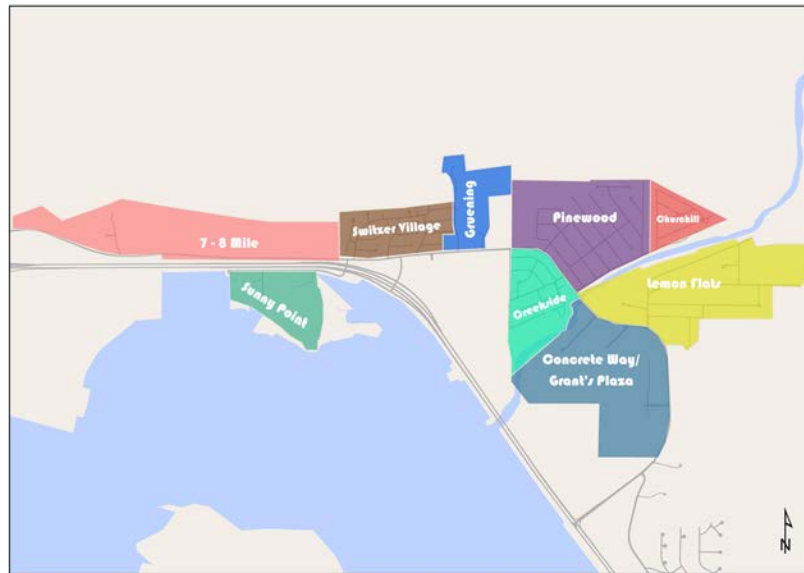 Gruening
Pinewood
Churchill
Switzer Village
7 - 8 Mile
Sunny Point
Creekside
Lemon Flats
Concrete Way/
Grant's Plaza
N